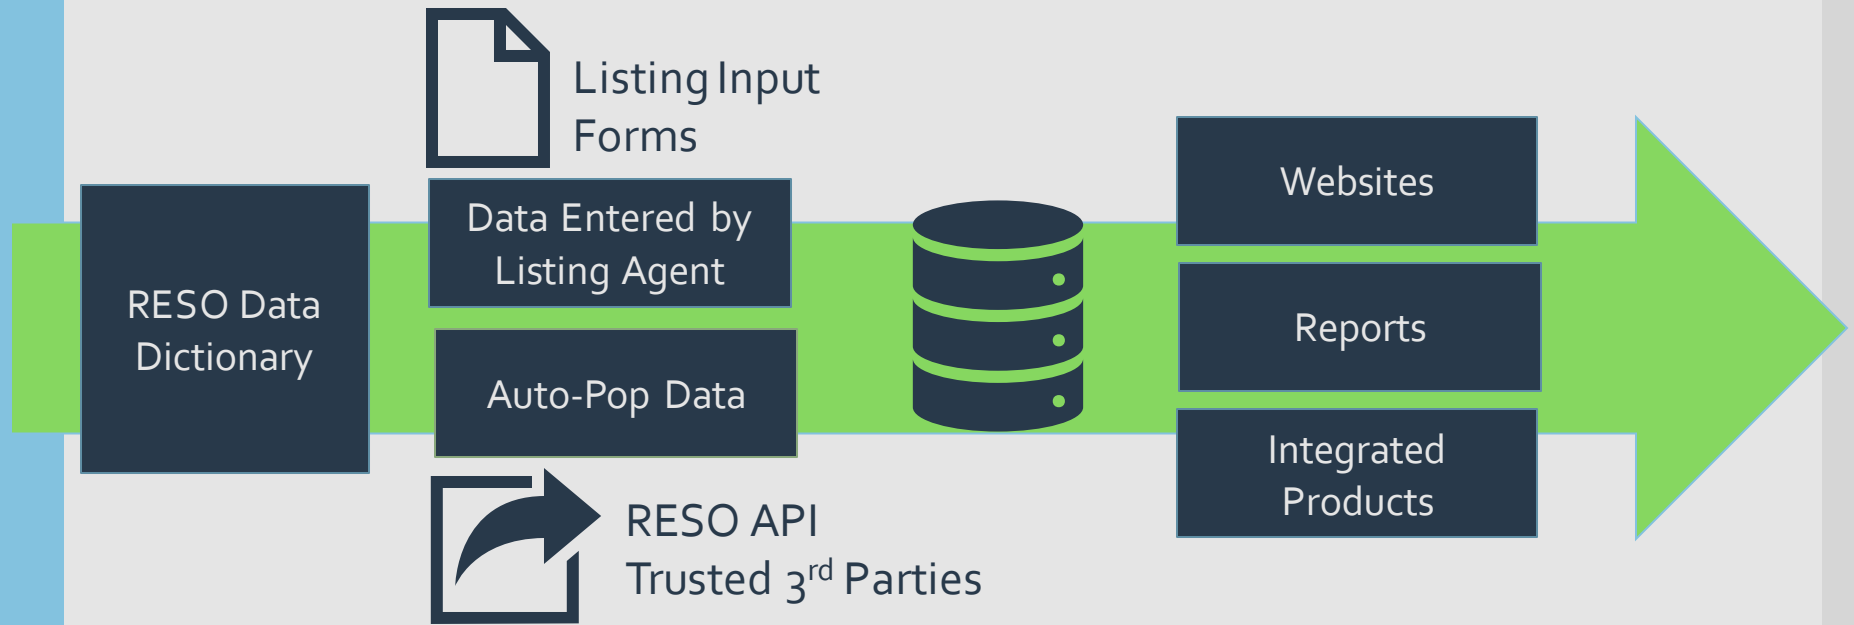 Listing Input
Forms
RESO Data
Dictionary
Data Entered by
Listing Agent
Auto-Pop Data
RESO API
Trusted 3rd Parties
Websites
Reports
Integrated
Products